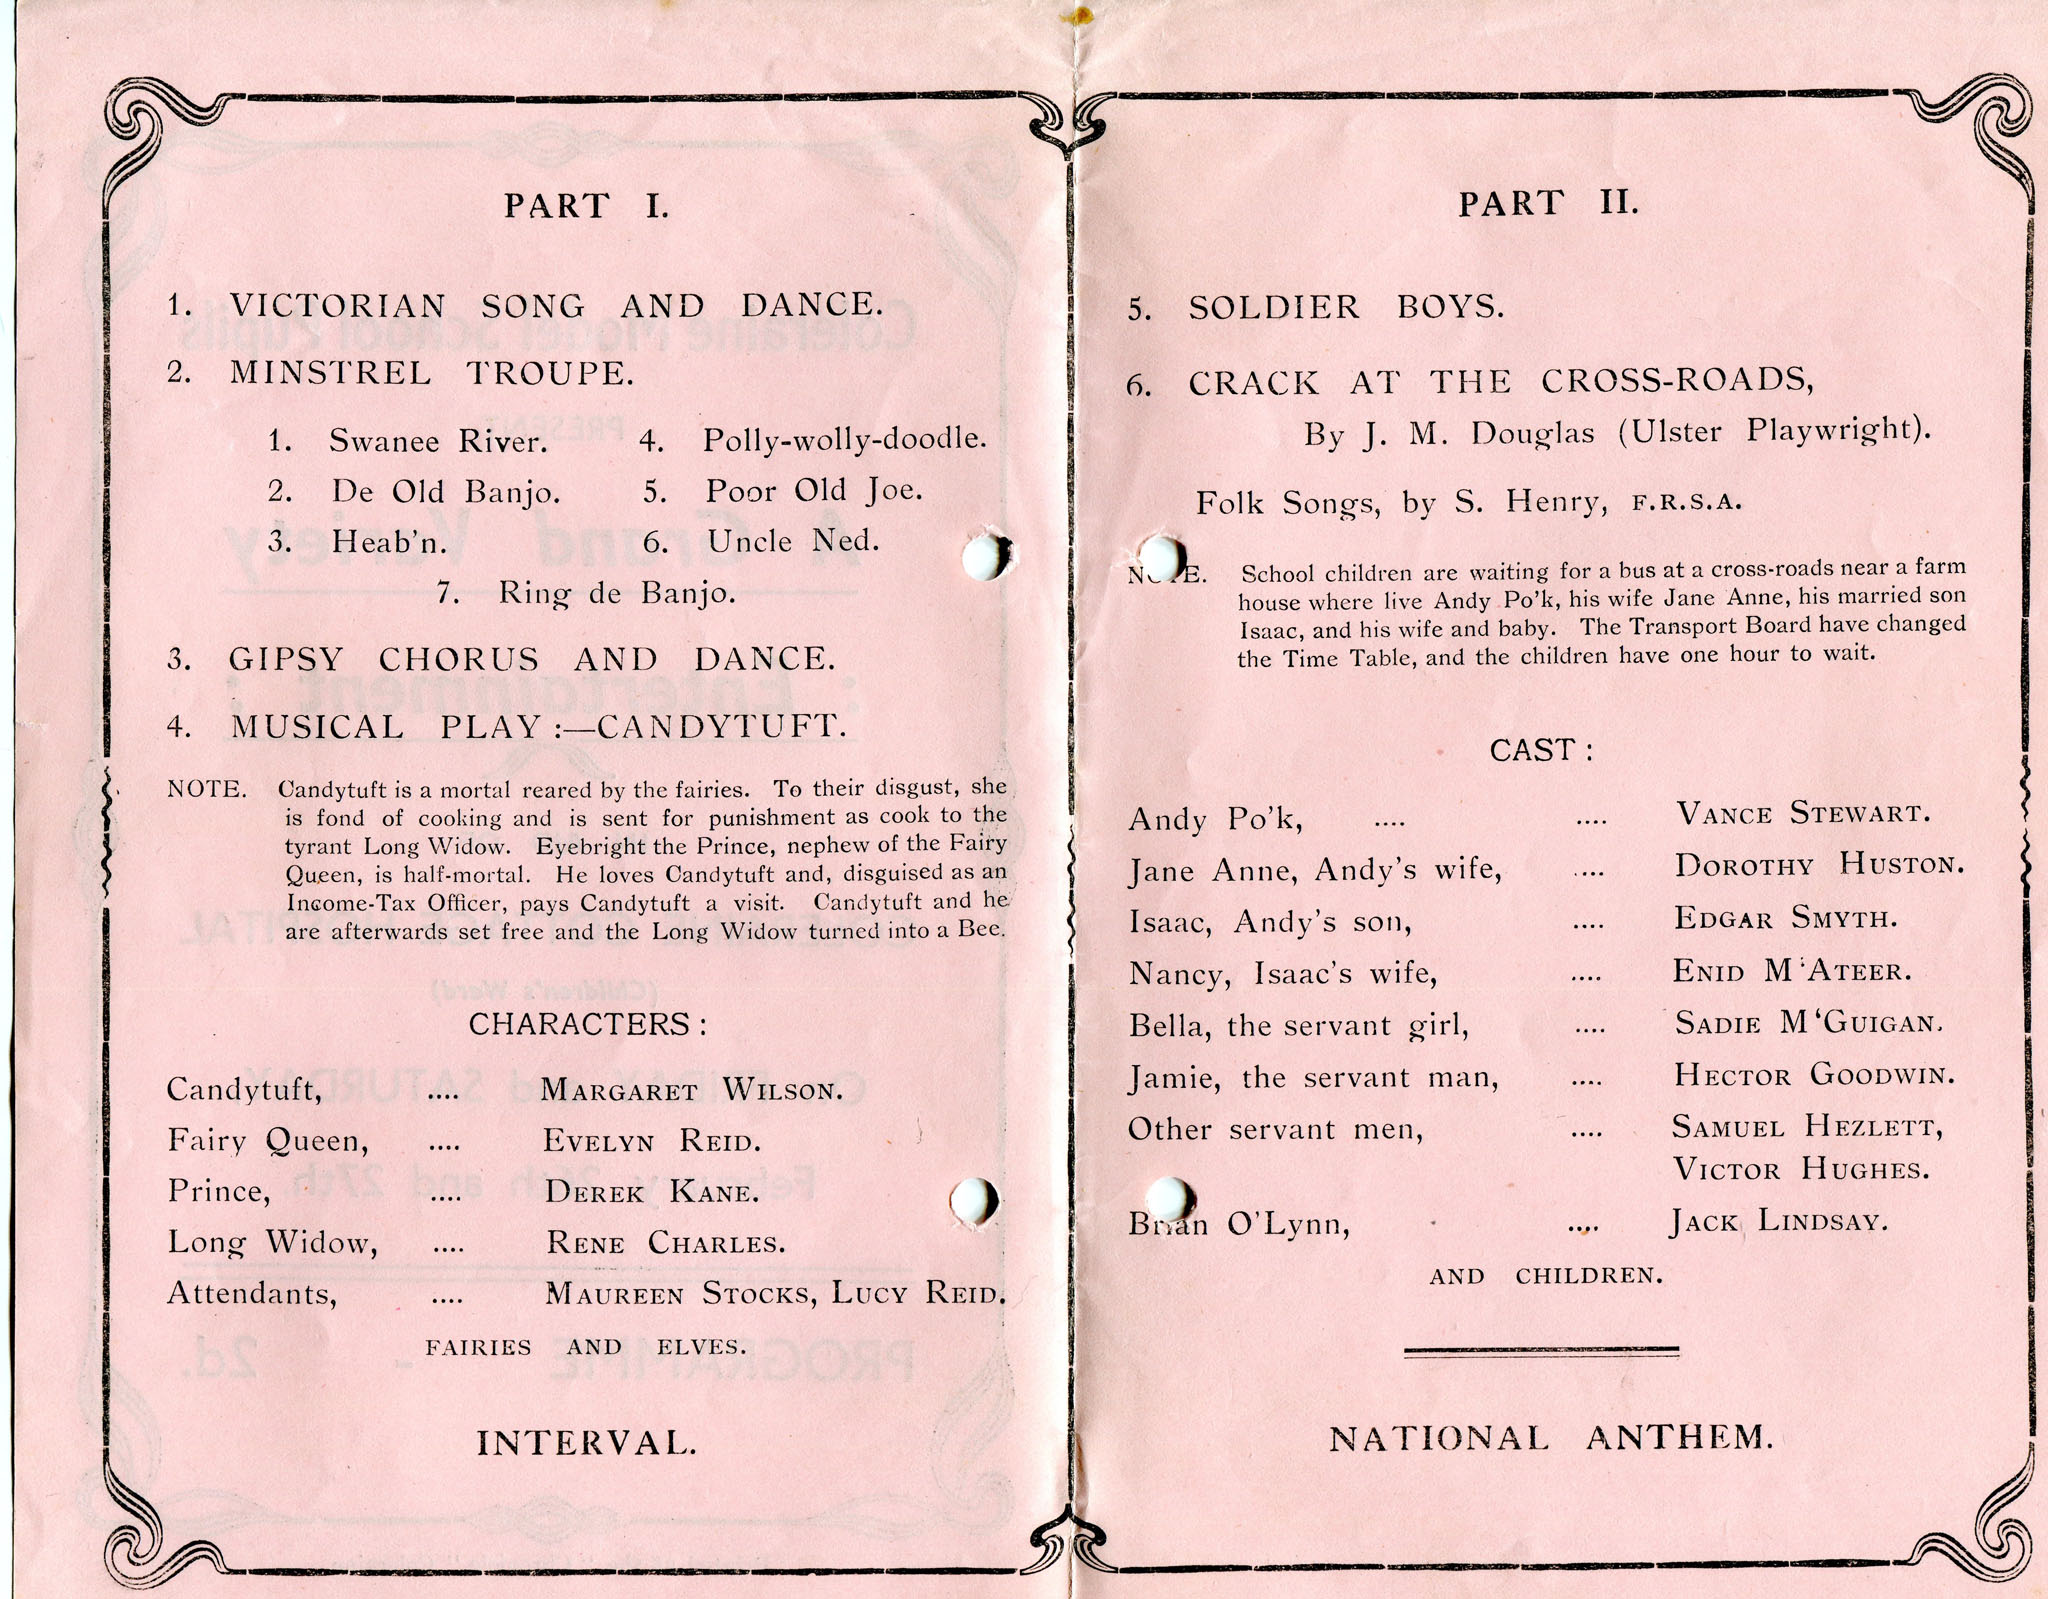 PART I.
1. VICTORIAN SONG AND DANCE.
2. MINSTREL TROUPE.
1. Swanee River. 4. Polly-wolly-doodle.
2. De Old Banjo. 5. Poor Old Joe.
3. Heab'n. 6. Uncle Ned.
7. Ring de Banjo.
3. GIPSY CHORUS AND DANCE.
4. MUSICAL PLAY :—CANDYTUFT.
NOTE. Candytuft is a mortal reared by the fairies. To their disgust, she
is fond of cooking and is sent for punishment as cook to the
tyrant Long Widow. Eyebright the Prince, nephew of the Fairy
Queen, is half-mortal. He loves Candytuft and, disguised as an
Income-Tax Officer, pays Candytuft a visit. Candytuft and he
are afterwards set free and the Long Widow turned into a Bee.
CHARACTERS :
Candytuft, .... MARGARET WILSON.
Fairy Queen, .... EVELYN REID.
Prince, .... DEREK KANE.
Long Widow, .... RENE CHARLES.
Attendants, .... MAUREEN STOCKS, LUCY REID.
FAIRIES AND ELVES.
INTERVAL.
PART II.
5. SOLDIER BOYS.
6. CRACK AT THE CROSS-ROADS,
By J. M. Douglas (Ulster Playwright).
Folk Songs, by S. Henry, F.R.S.A.
NOTE. School children are waiting for a bus at a cross-roads near a farm
house where live Andy Po'k, his wife Jane Anne, his married son
Isaac, and his wife and baby. The Transport Board have changed
the Time Table, and the children have one hour to wait.
CAST :
Andy Po'k, .... .... VANCE STEWART.
Jane Anne, Andy's wife, .... DOROTHY HUSTON.
Isaac, Andy's son, .... EDGAR SMYTH.
Nancy, Isaac's wife, .... ENID M'ATEER.
Bella, the servant girl, .... SADIE M'GUIGAN.
Jamie, the servant man, .... HECTOR GOODWIN.
Other servant men, .... SAMUEL HEZLETT,
VICTOR HUGHES.
Brian O'Lynn, .... JACK LINDSAY.
AND CHILDREN.
NATIONAL ANTHEM.